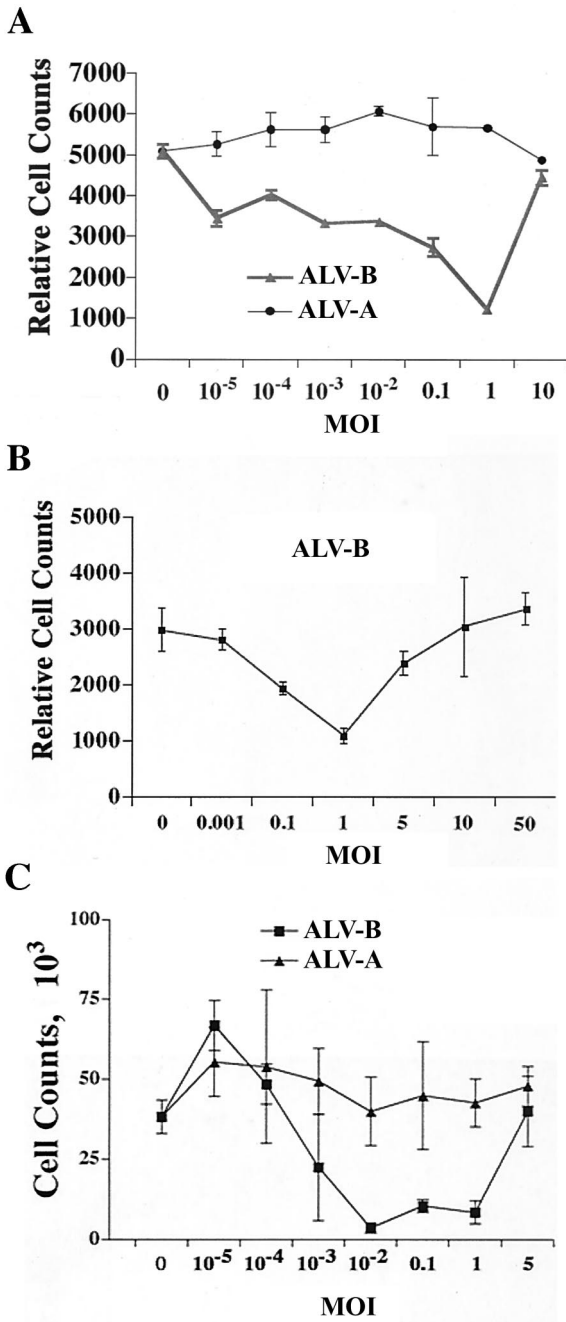 A
Relative Cell Counts
7000
6000
5000
4000
3000
2000
1000
0
ALV-B
ALV-A
0 10-5 10-4 10-3 10-2 0.1 1 10
MOI
B
Relative Cell Counts
5000
4000
3000
2000
1000
0
ALV-B
0 0.001 0.1 1 5 10 50
MOI
C
Cell Counts, 103
100
75
50
25
0
ALV-B
ALV-A
0 10-5 10-4 10-3 10-2 0.1 1 5
MOI